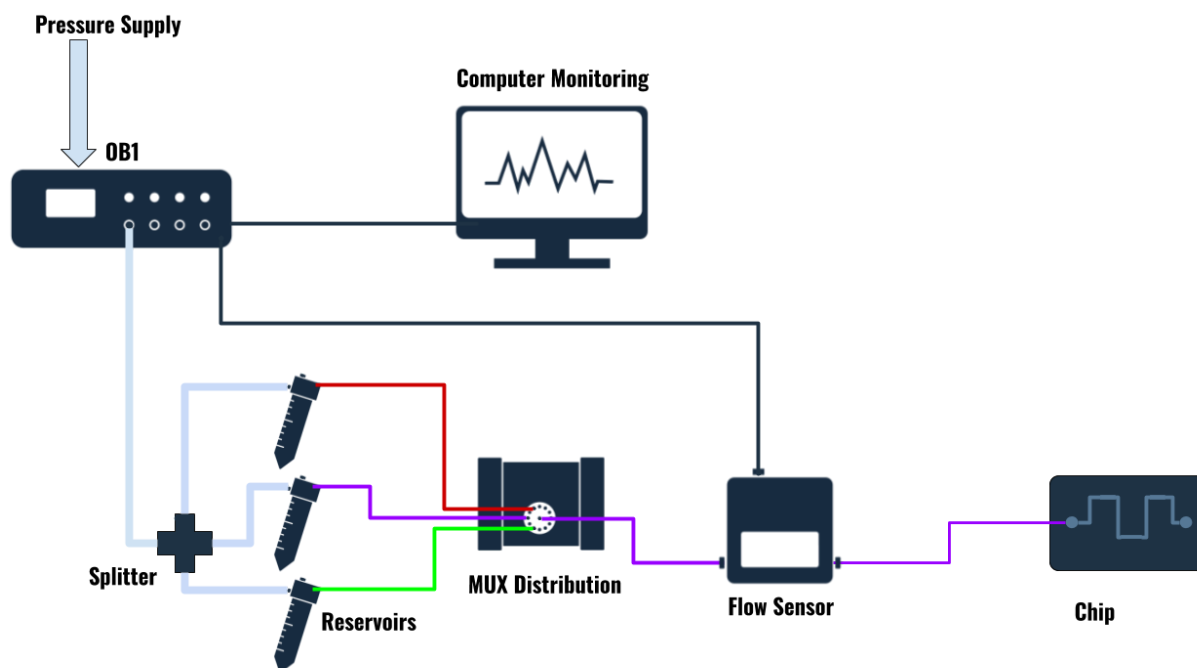 Pressure Supply
OB1
Computer Monitoring
Splitter
Reservoirs
MUX Distribution
Flow Sensor
Chip